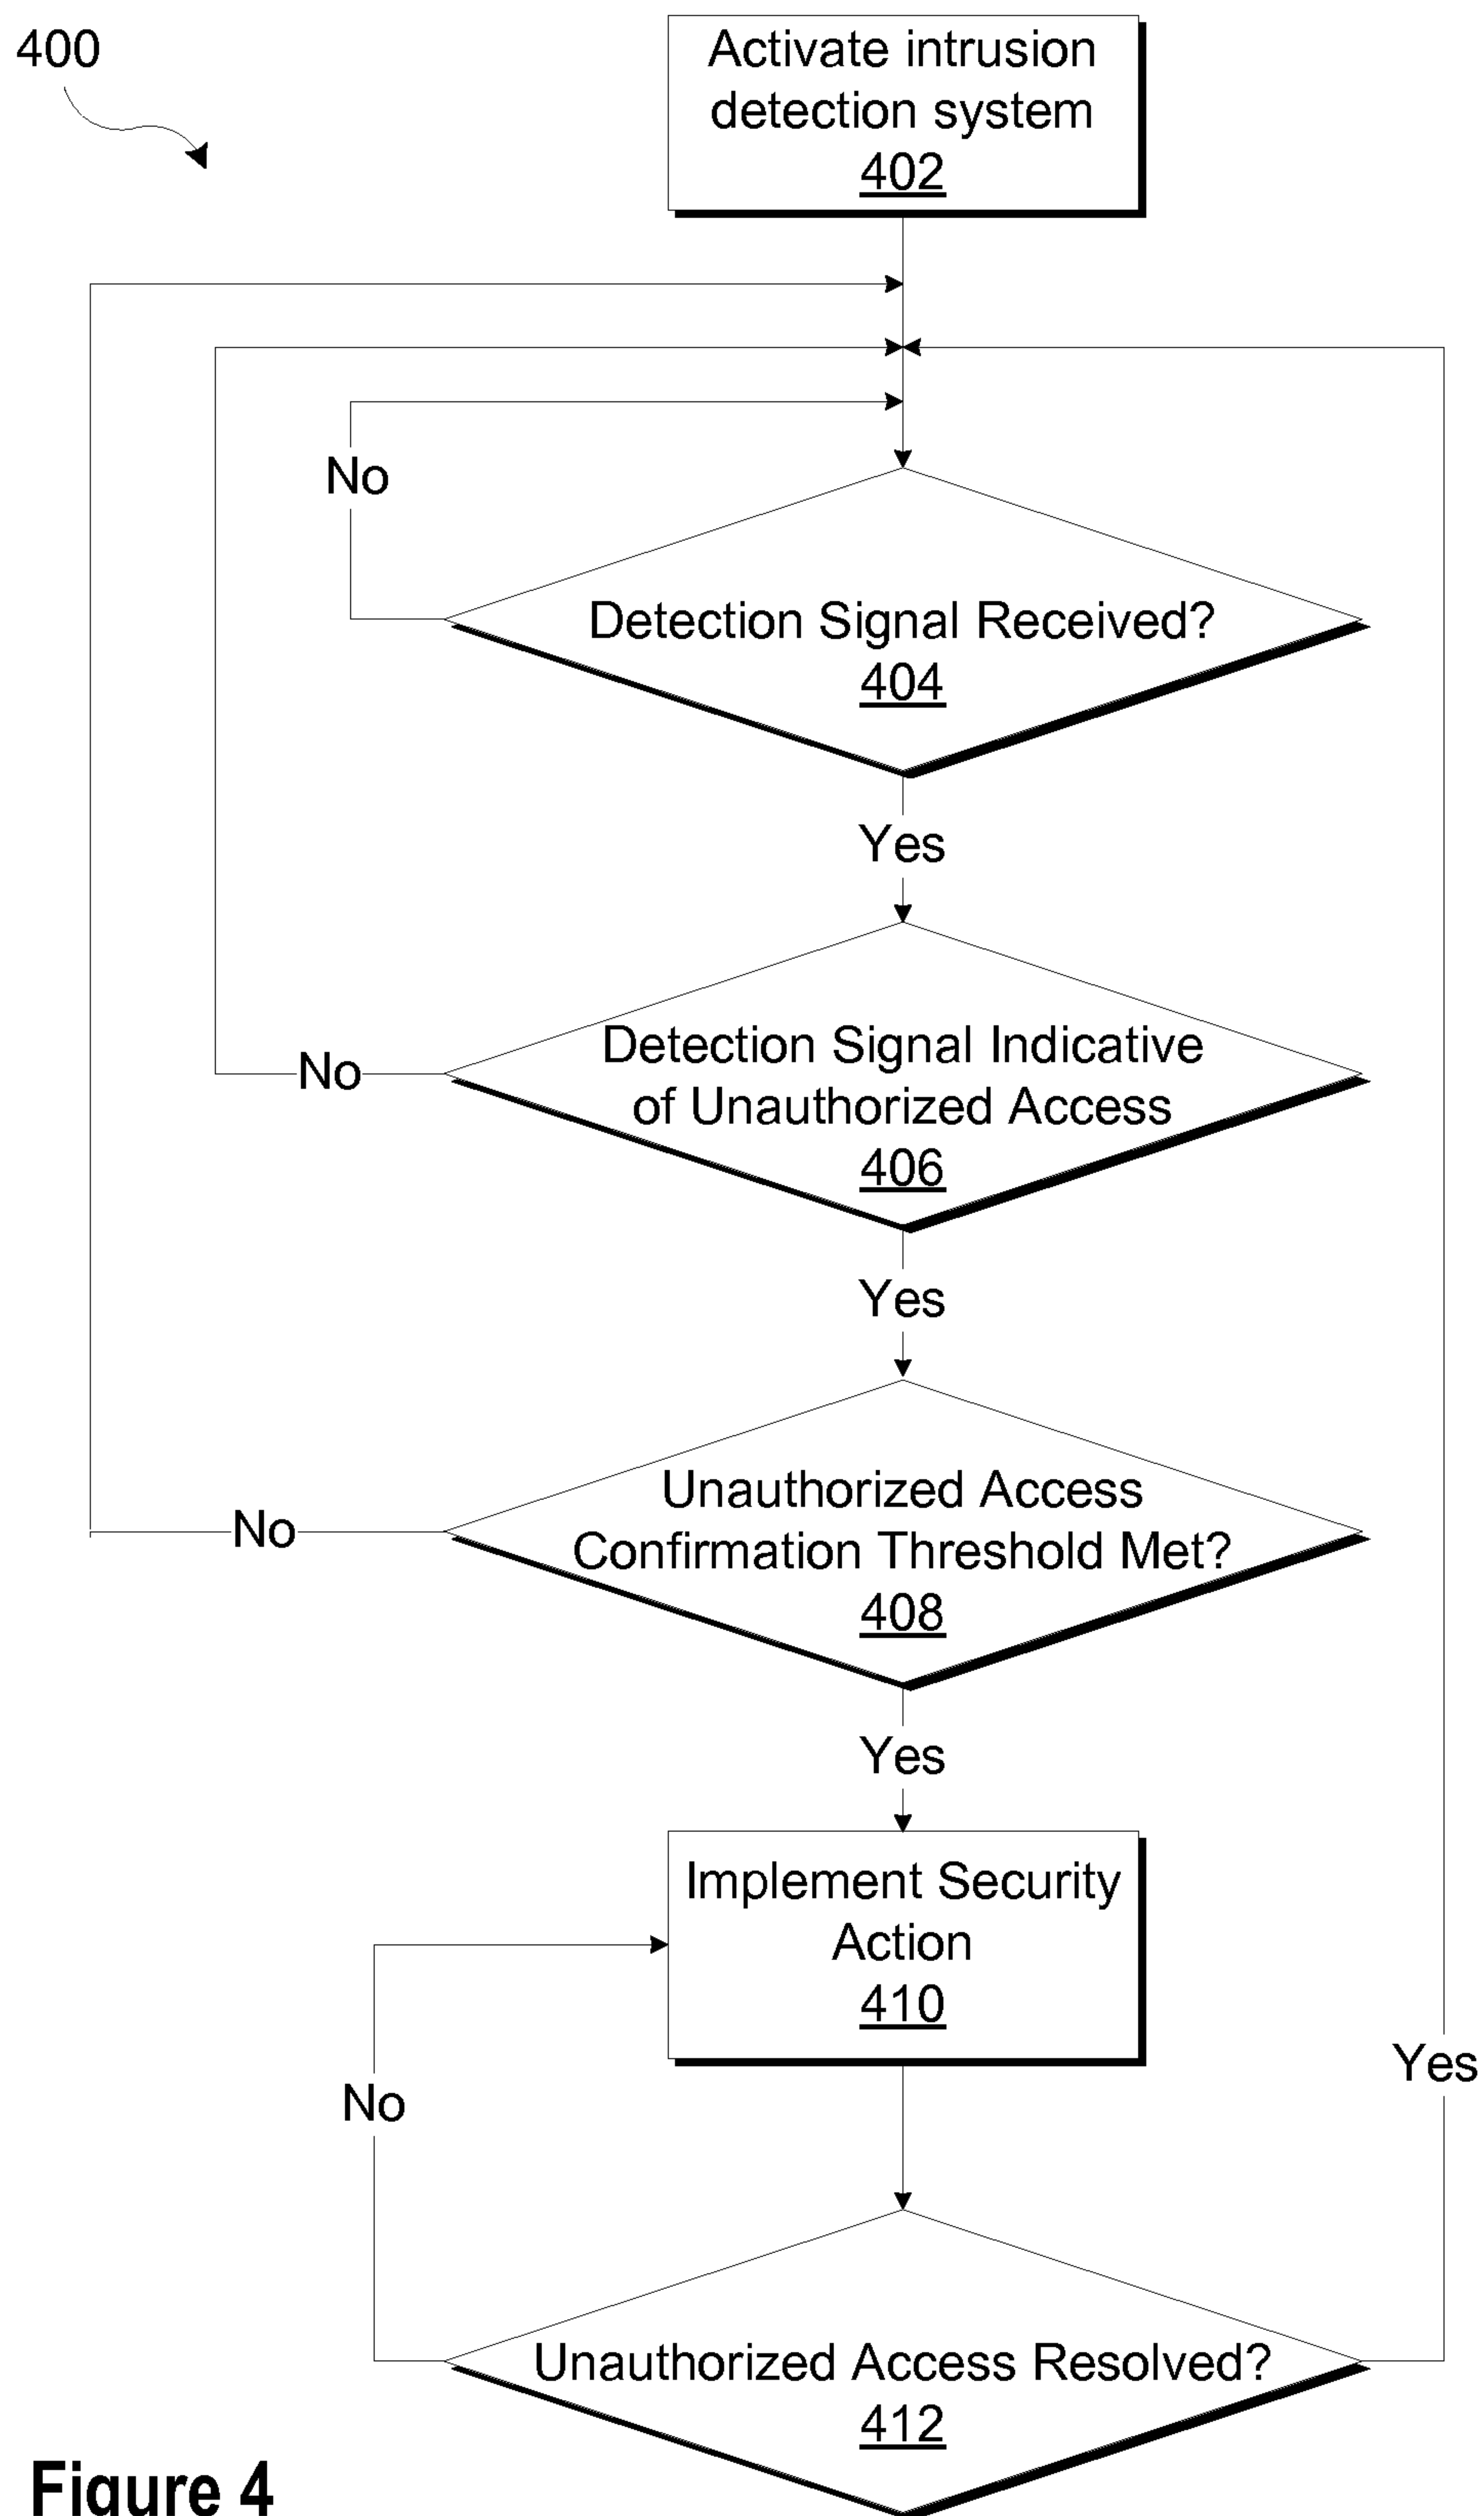 400
Activate intrusion
detection system
402
No
Detection Signal Received?
404
Yes
Detection Signal Indicative
of Unauthorized Access
406
No
Yes
Unauthorized Access
Confirmation Threshold Met?
408
No
Yes
Implement Security
Action
410
No
Yes
Unauthorized Access Resolved?
412
Figure 4